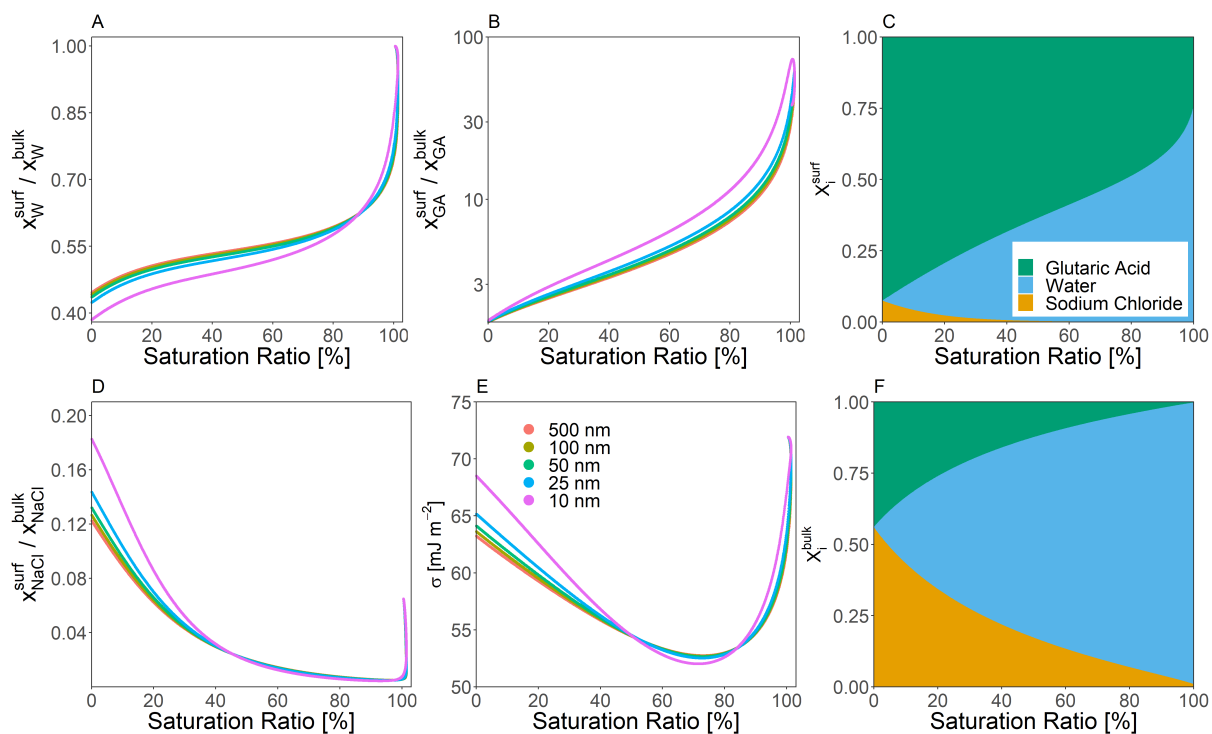 A
x_W^surf / x_W^bulk
1.00
0.85
0.70
0.55
0.40
0 20 40 60 80 100
Saturation Ratio [%]
B
x_GA^surf / x_GA^bulk
100
30
10
3
0 20 40 60 80 100
Saturation Ratio [%]
C
X_i^surf
1.00
0.75
0.50
0.25
0.00
Glutaric Acid
Water
Sodium Chloride
0 20 40 60 80 100
Saturation Ratio [%]
D
x_NaCl^surf / x_NaCl^bulk
0.20
0.16
0.12
0.08
0.04
0 20 40 60 80 100
Saturation Ratio [%]
E
σ [mJ m⁻²]
75
70
65
60
55
50
500 nm
100 nm
50 nm
25 nm
10 nm
0 20 40 60 80 100
Saturation Ratio [%]
F
X_i^bulk
1.00
0.75
0.50
0.25
0.00
0 20 40 60 80 100
Saturation Ratio [%]